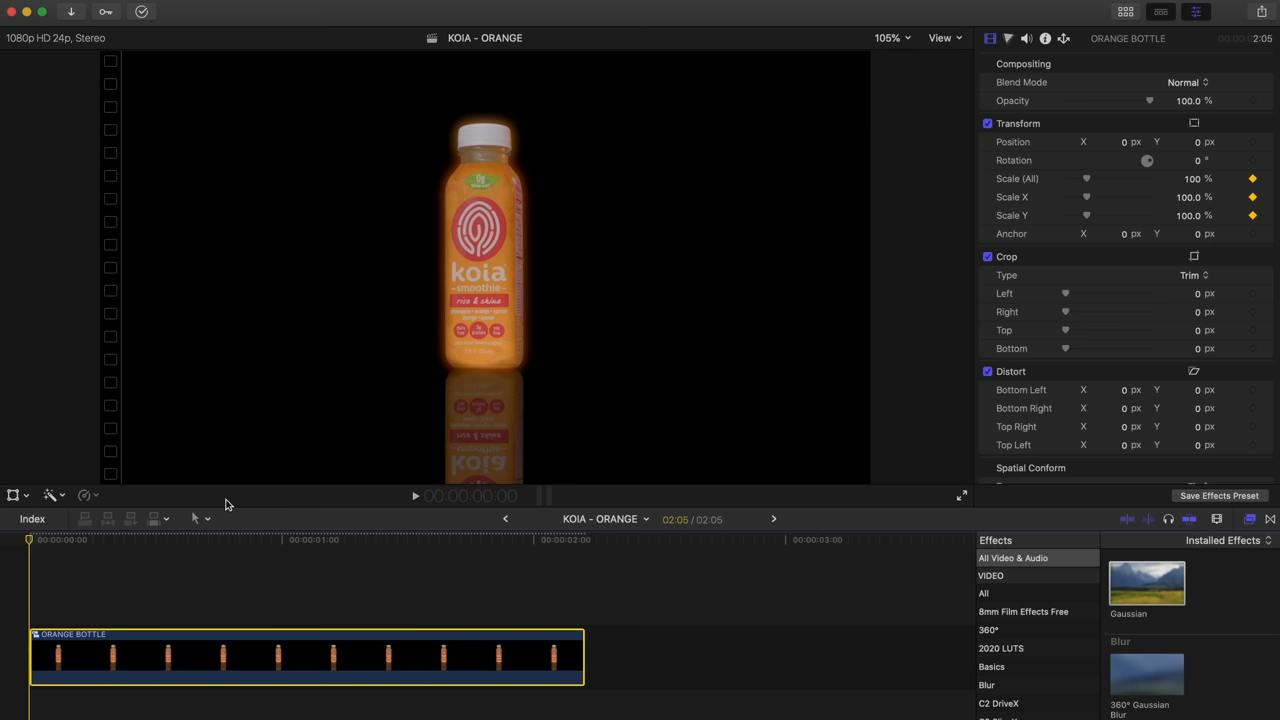 1080p HD 24p, Stereo
KOIA - ORANGE
105%
View
ORANGE BOTTLE
00:00:00:02:05
Compositing
Blend Mode
Normal
Opacity
100.0 %
Transform
Position X 0 px Y 0 px
Rotation 0 °
Scale (All) 100 %
Scale X 100.0 %
Scale Y 100.0 %
Anchor X 0 px Y 0 px
Crop
Type Trim
Left 0 px
Right 0 px
Top 0 px
Bottom 0 px
Distort
Bottom Left X 0 px Y 0 px
Bottom Right X 0 px Y 0 px
Top Right X 0 px Y 0 px
Top Left X 0 px Y 0 px
Spatial Conform
Save Effects Preset
0g
koia
smoothie
rise & shine
00:00:00:00
Index
KOIA - ORANGE
02:05 / 02:05
00:00:00:00
00:00:01:00
00:00:02:00
00:00:03:00
ORANGE BOTTLE
Effects
Installed Effects
All Video & Audio
VIDEO
All
8mm Film Effects Free
360°
2020 LUTS
Basics
Blur
C2 DriveX
Gaussian
Blur
360° Gaussian
Blur